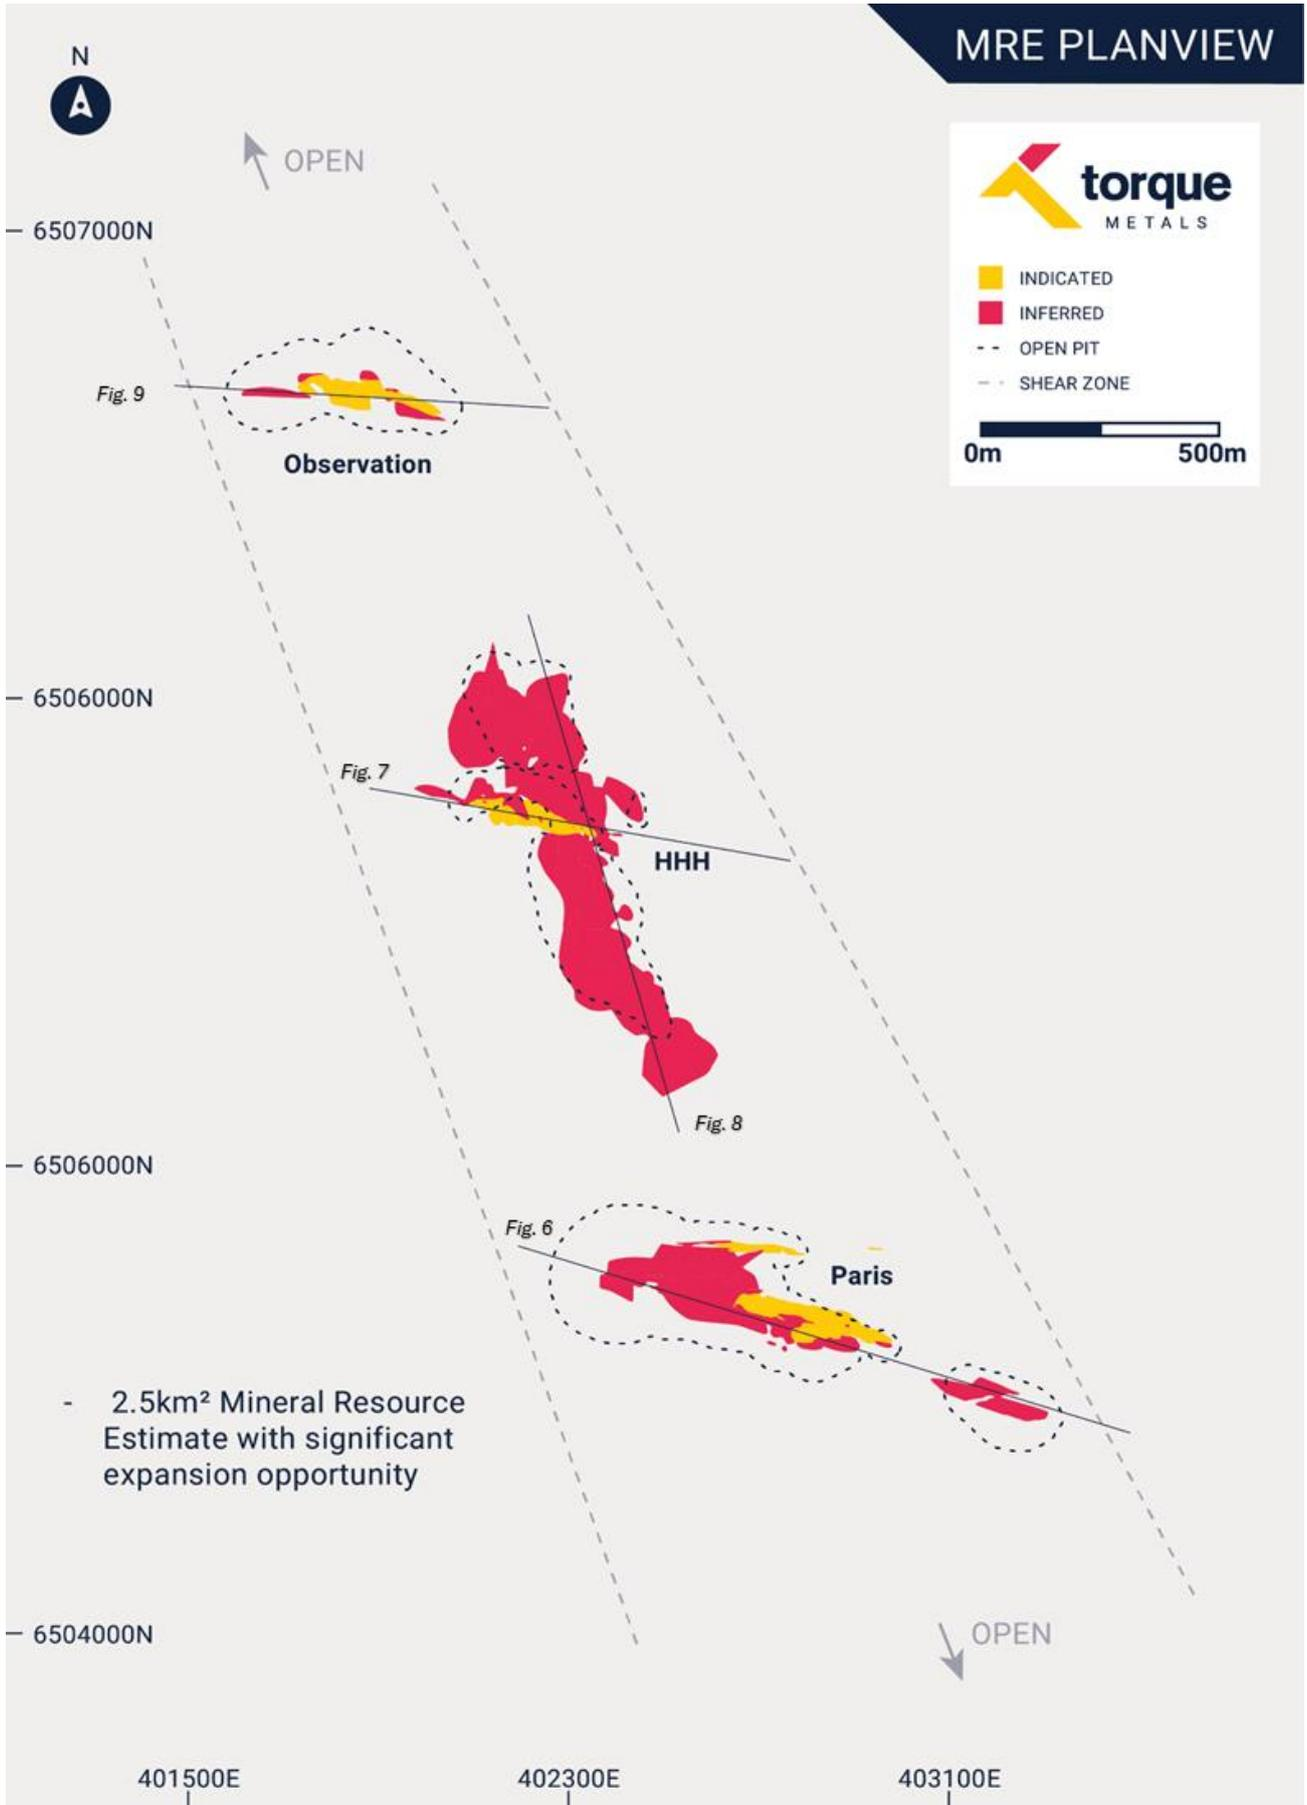 MRE PLANVIEW
N
OPEN
torque
METALS
INDICATED
INFERRED
OPEN PIT
SHEAR ZONE
0m 500m
6507000N
Fig. 9
Observation
6506000N
Fig. 7
HHH
Fig. 8
6506000N
Fig. 6
Paris
- 2.5km² Mineral Resource
Estimate with significant
expansion opportunity
6504000N
OPEN
401500E 402300E 403100E